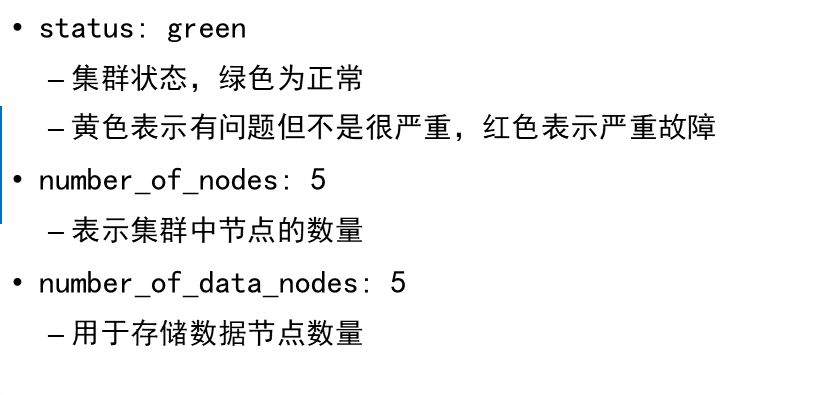 • status: green
– 集群状态，绿色为正常
– 黄色表示有问题但不是很严重，红色表示严重故障
• number_of_nodes: 5
– 表示集群中节点的数量
• number_of_data_nodes: 5
– 用于存储数据节点数量